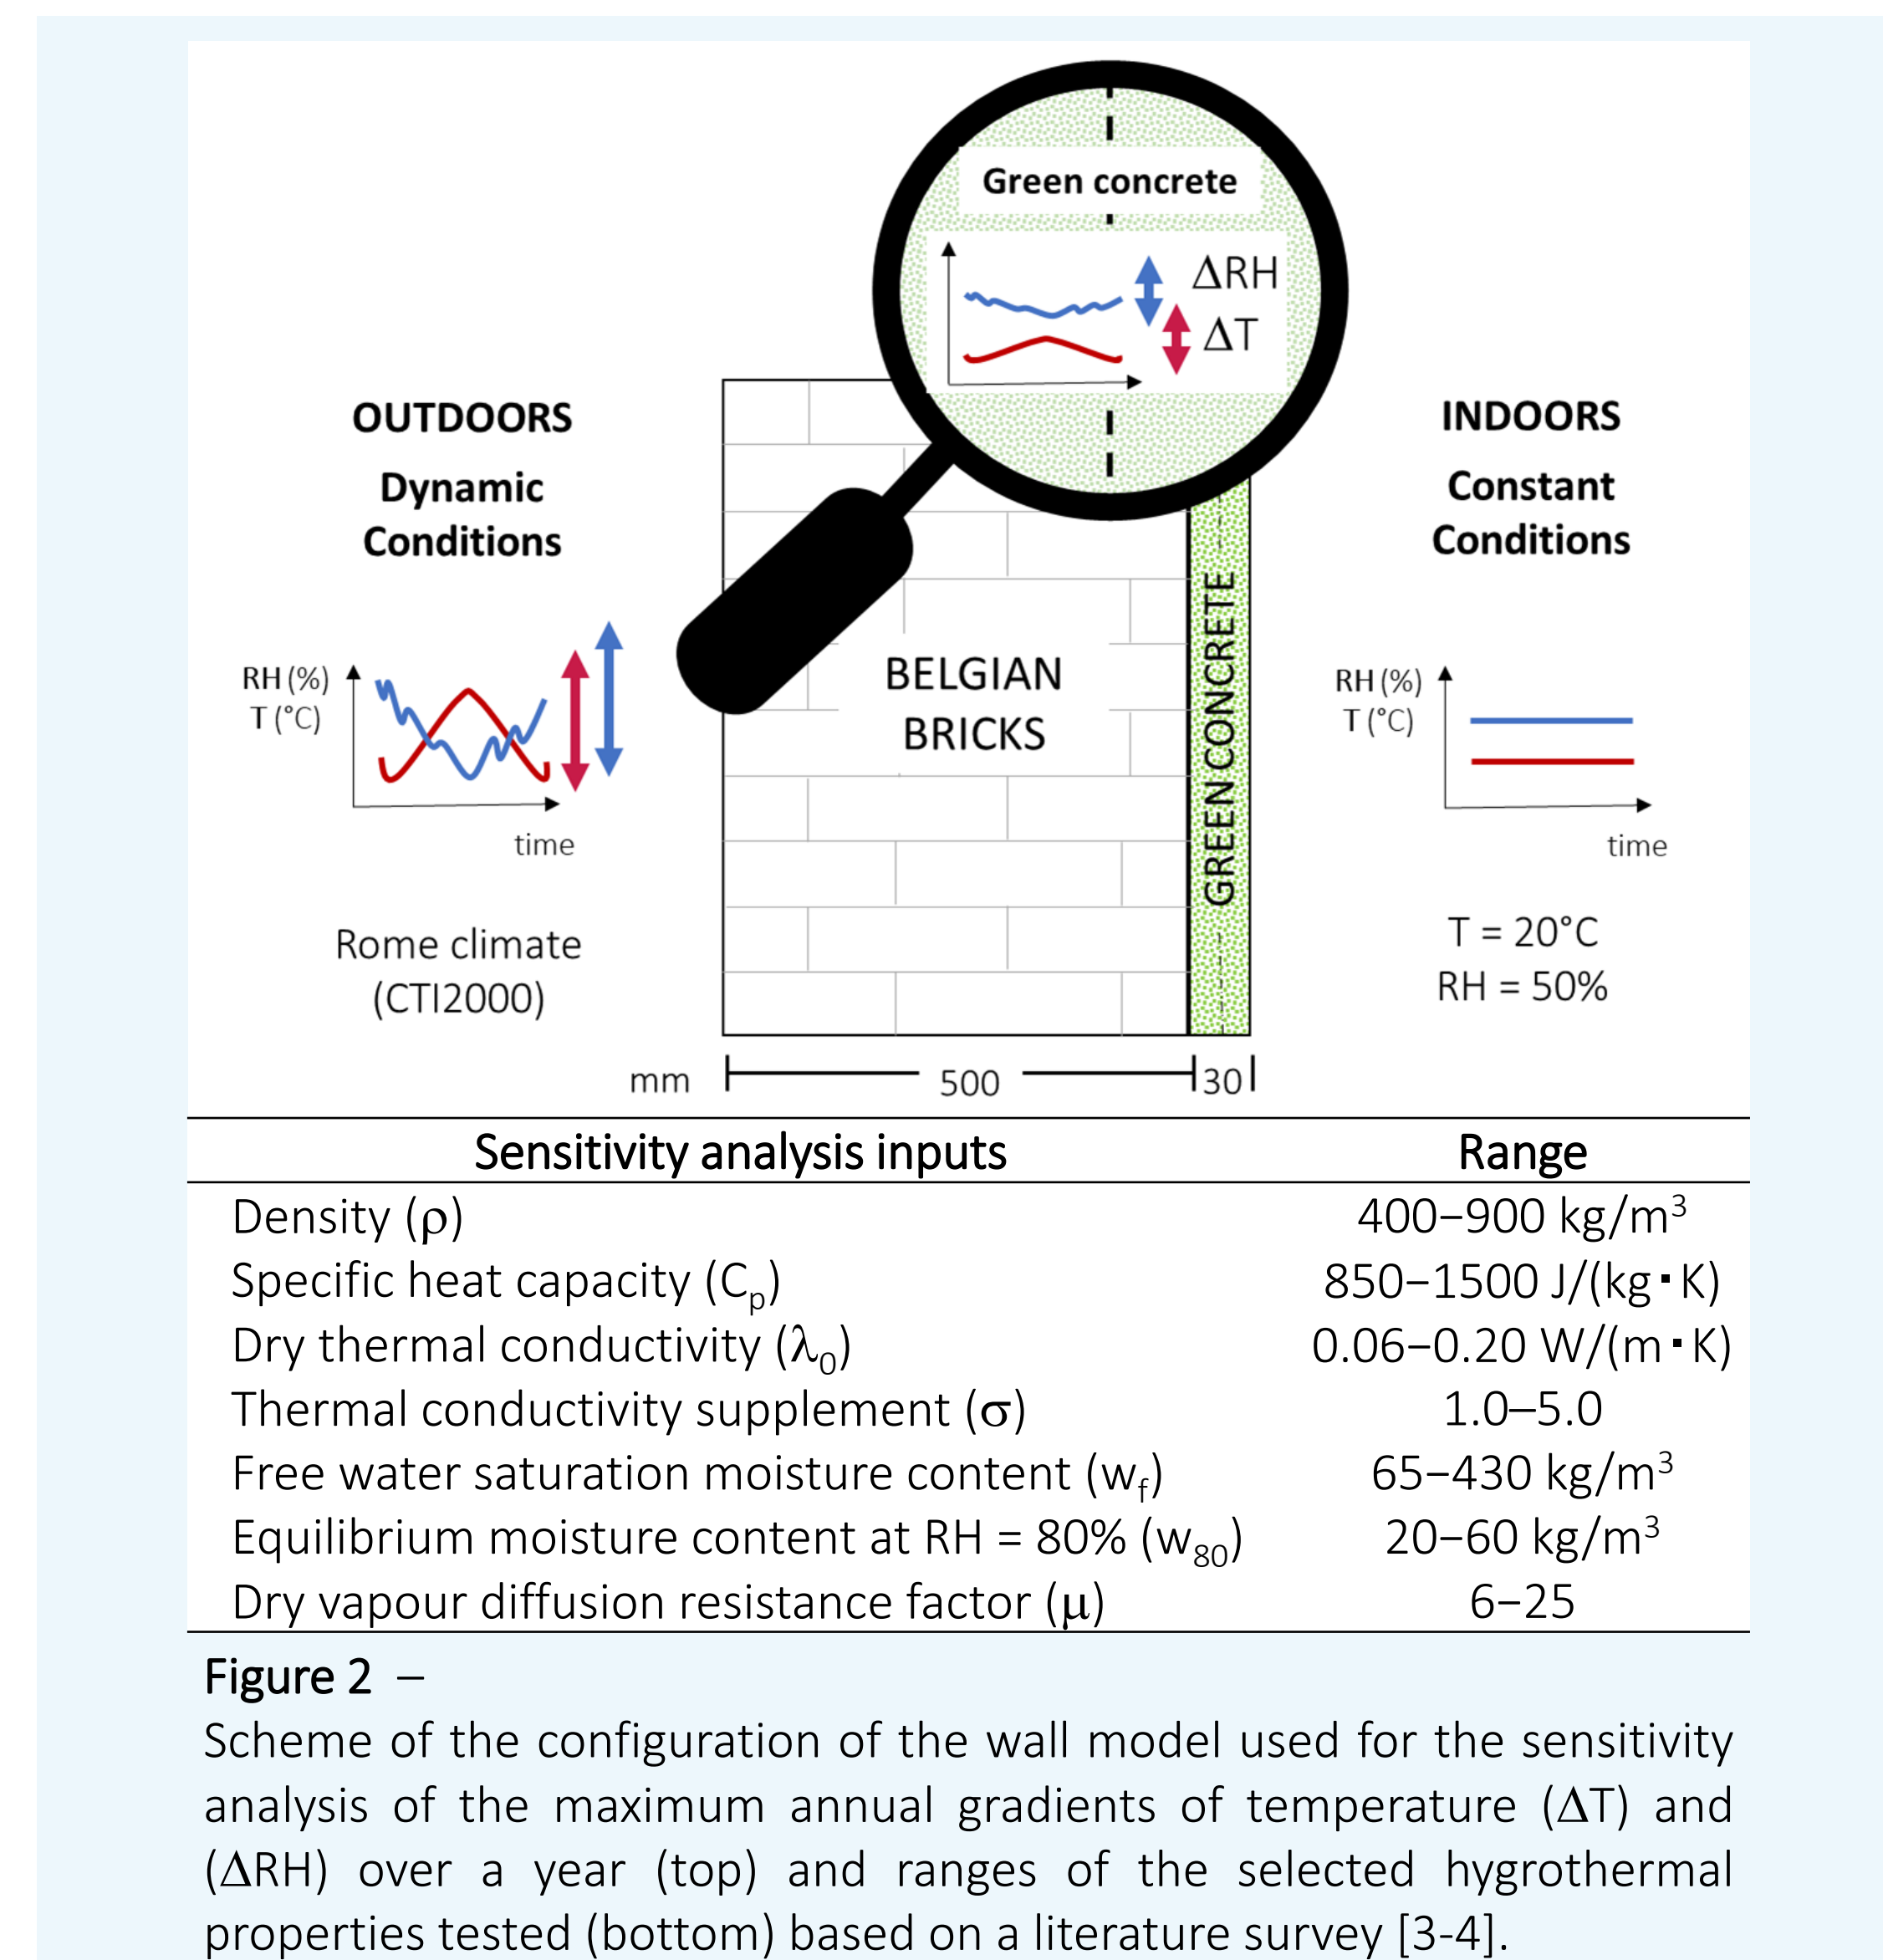 Green concrete
ΔRH
ΔT
OUTDOORS
Dynamic
Conditions
RH (%)
T (°C)
time
Rome climate
(CTI2000)
BELGIAN
BRICKS
GREEN CONCRETE
INDOORS
Constant
Conditions
RH (%)
T (°C)
time
T = 20°C
RH = 50%
mm 500 30
Sensitivity analysis inputs Range
Density (ρ) 400–900 kg/m³
Specific heat capacity (Cₚ) 850–1500 J/(kg·K)
Dry thermal conductivity (λ₀) 0.06–0.20 W/(m·K)
Thermal conductivity supplement (σ) 1.0–5.0
Free water saturation moisture content (w_f) 65–430 kg/m³
Equilibrium moisture content at RH = 80% (w₈₀) 20–60 kg/m³
Dry vapour diffusion resistance factor (μ) 6–25
Figure 2 –
Scheme of the configuration of the wall model used for the sensitivity
analysis of the maximum annual gradients of temperature (ΔT) and
(ΔRH) over a year (top) and ranges of the selected hygrothermal
properties tested (bottom) based on a literature survey [3-4].